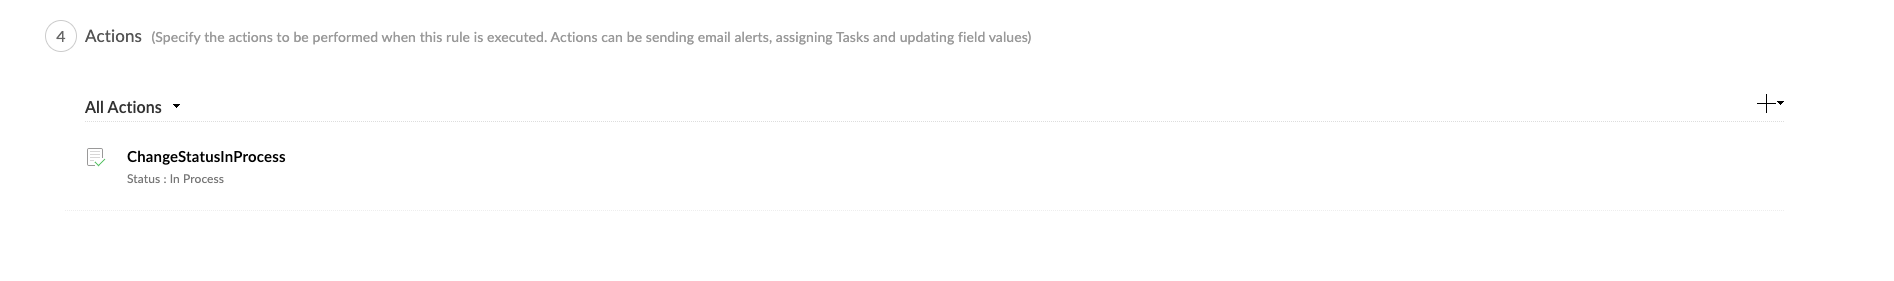 4 Actions (Specify the actions to be performed when this rule is executed. Actions can be sending email alerts, assigning Tasks and updating field values)
All Actions
ChangeStatusInProcess
Status : In Process